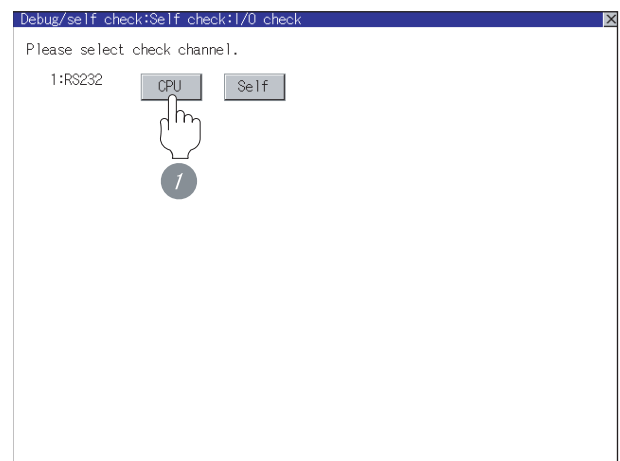 Debug/self check:Self check:I/O check
Please select check channel.
1:RS232 CPU Self
1